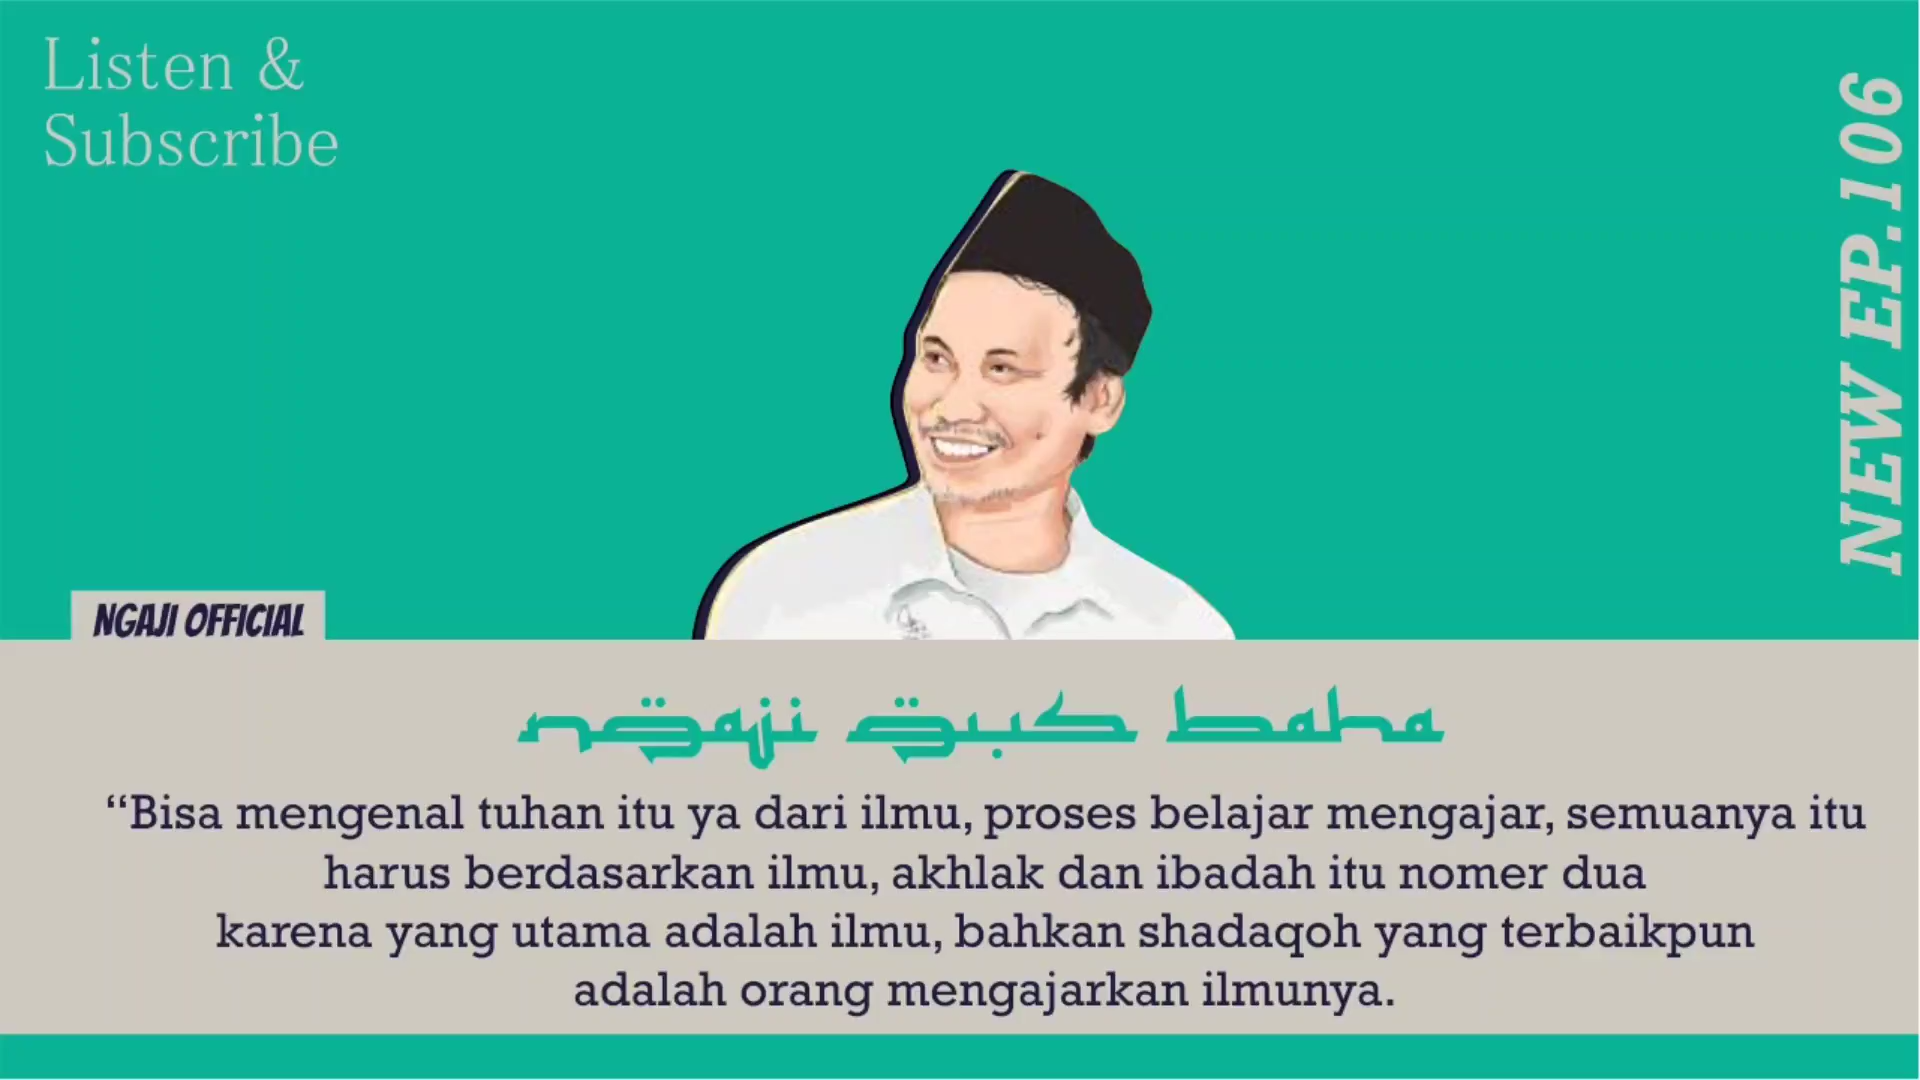 Listen &
Subscribe
NEW EP.106
NGAJI OFFICIAL
ngaji gus baha
“Bisa mengenal tuhan itu ya dari ilmu, proses belajar mengajar, semuanya itu
harus berdasarkan ilmu, akhlak dan ibadah itu nomer dua
karena yang utama adalah ilmu, bahkan shadaqoh yang terbaikpun
adalah orang mengajarkan ilmunya.